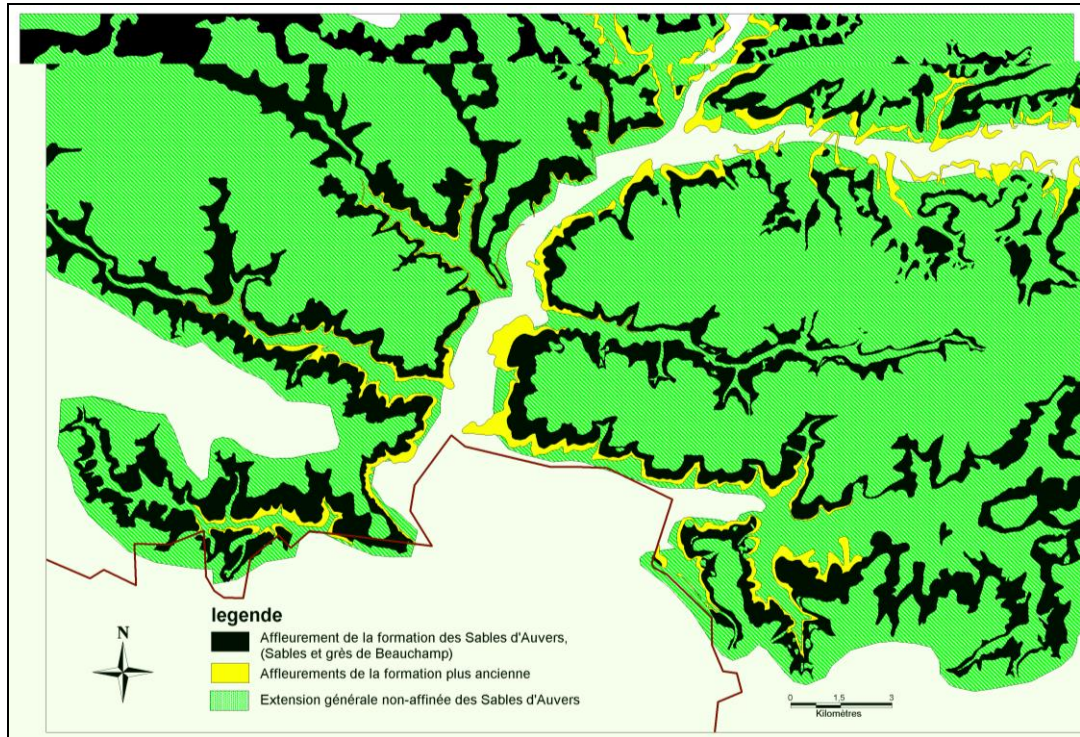 legende
Affleurement de la formation des Sables d'Auvers,
(Sables et grès de Beauchamp)
Affleurements de la formation plus ancienne
Extension générale non-affinée des Sables d'Auvers
N
0 1,5 3
Kilomètres